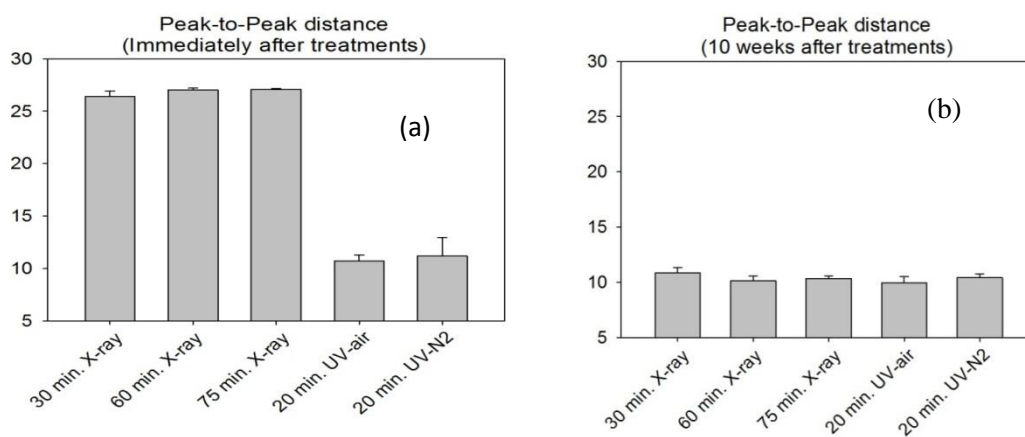 Peak-to-Peak distance
(Immediately after treatments)
30
25
20
15
10
5
(a)
30 min. X-ray
60 min. X-ray
75 min. X-ray
20 min. UV-air
20 min. UV-N2
Peak-to-Peak distance
(10 weeks after treatments)
30
25
20
15
10
5
(b)
30 min. X-ray
60 min. X-ray
75 min. X-ray
20 min. UV-air
20 min. UV-N2